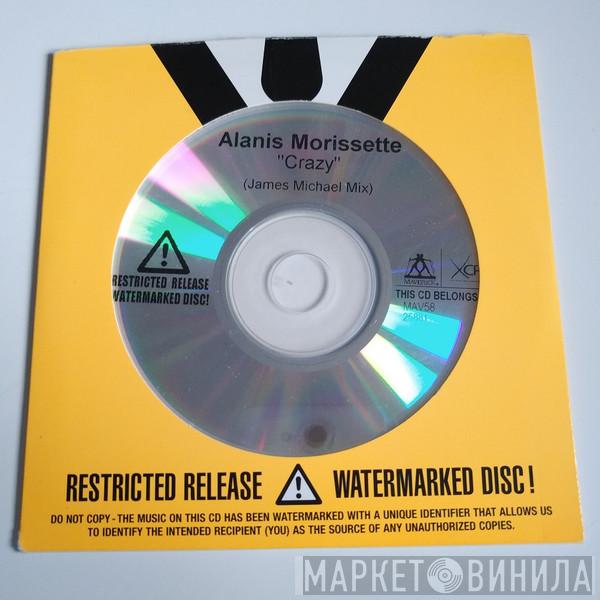 Alanis Morissette
"Crazy"
(James Michael Mix)
RESTRICTED RELEASE
WATERMARKED DISC!
MAVERICK
THIS CD BELONGS
MAV58
RESTRICTED RELEASE WATERMARKED DISC!
DO NOT COPY - THE MUSIC ON THIS CD HAS BEEN WATERMARKED WITH A UNIQUE IDENTIFIER THAT ALLOWS US
TO IDENTIFY THE INTENDED RECIPIENT (YOU) AS THE SOURCE OF ANY UNAUTHORIZED COPIES.
МАРКЕТ ВИНИЛА